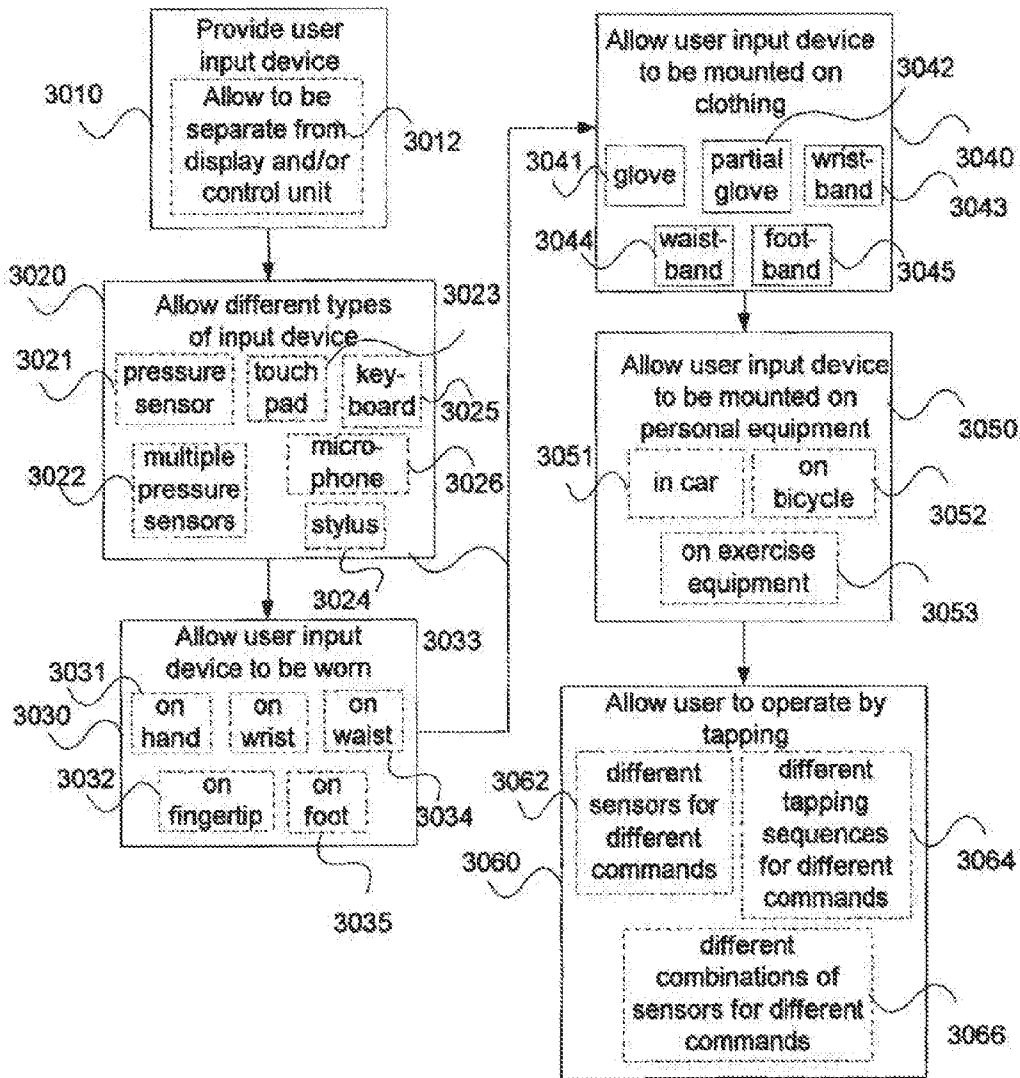 Provide user
input device
3010
Allow to be
separate from
display and/or
control unit
3012
3020
Allow different types
of input device
3023
3021
pressure
sensor
touch
pad
key-
board
3025
3022
multiple
pressure
sensors
micro-
phone
3026
stylus
3024
Allow user input
device to be worn
3033
3031
3030
on
hand
on
wrist
on
waist
3032
on
fingertip
on
foot
3034
3035
Allow user input device
to be mounted on
clothing
3042
3040
3041
glove
partial
glove
wrist-
band
3043
3044
waist-
band
foot-
band
3045
Allow user input device
to be mounted on
personal equipment
3050
3051
in car
on
bicycle
3052
on exercise
equipment
3053
Allow user to operate by
tapping
3062
different
sensors for
different
commands
different
tapping
sequences
for different
commands
3064
3060
different
combinations of
sensors for different
commands
3066